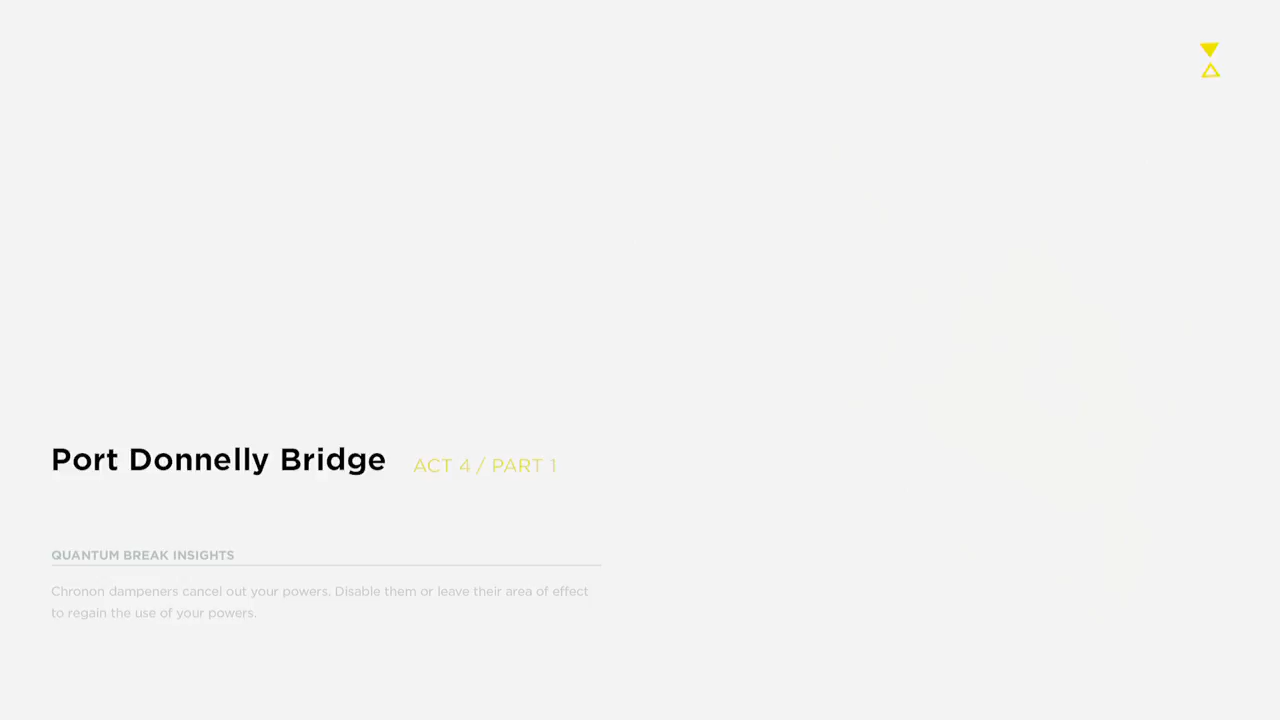 Port Donnelly Bridge ACT 4 / PART 1
QUANTUM BREAK INSIGHTS
Chronon dampeners cancel out your powers. Disable them or leave their area of effect
to regain the use of your powers.